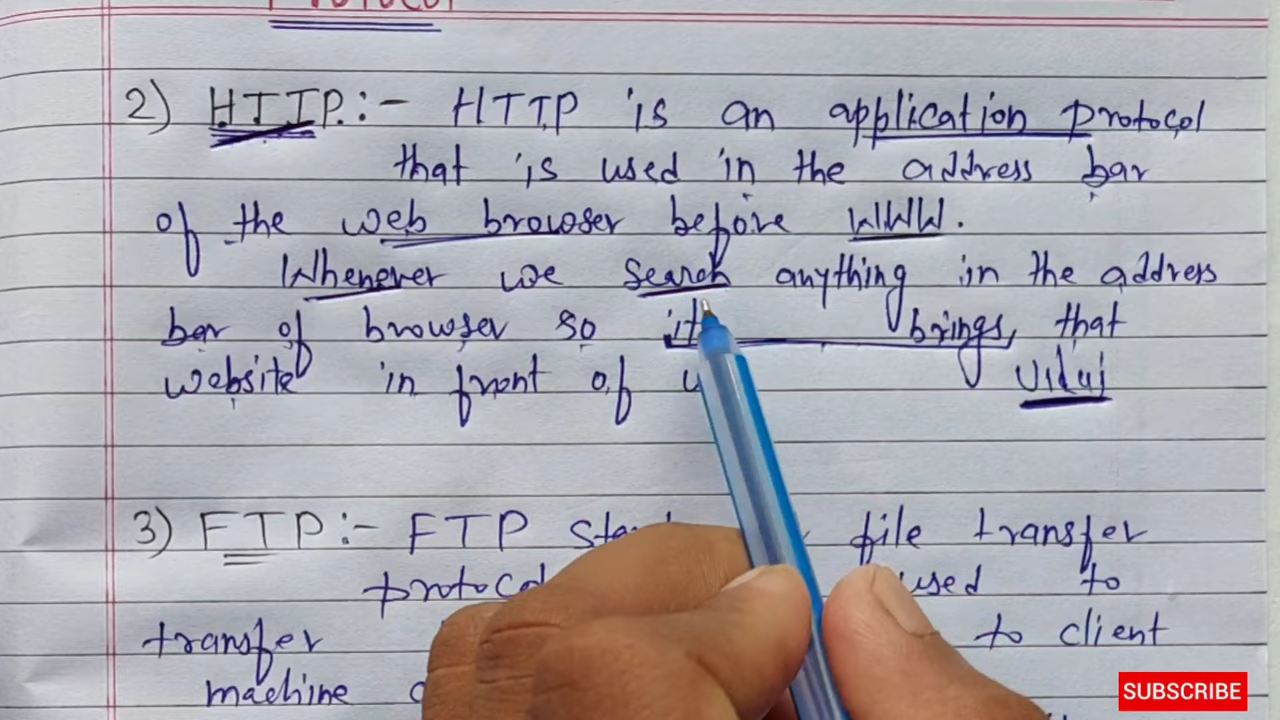 Protocol
2) HTTP:- HTTP is an application protocol
that is used in the address bar
of the web browser before WWW.
Whenever we search anything in the address
bar of browser so it brings, that
website in front of
3) FTP:- FTP file transfer
protocol used to
transfer to client
machine
SUBSCRIBE